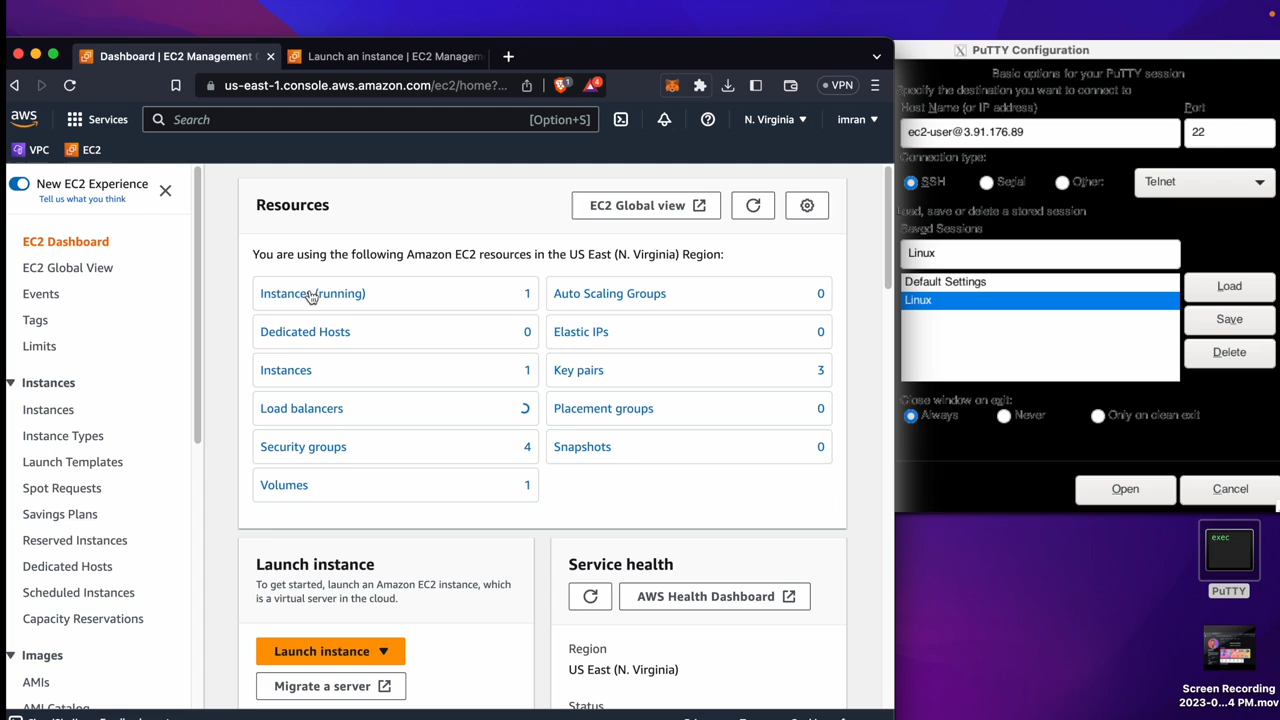 Dashboard | EC2 Management
Launch an instance | EC2 Managem
us-east-1.console.aws.amazon.com/ec2/home?...
1
4
VPN
aws
Services
Search
[Option+S]
N. Virginia
imran
VPC
EC2
New EC2 Experience
Tell us what you think
EC2 Dashboard
EC2 Global View
Events
Tags
Limits
Instances
Instances
Instance Types
Launch Templates
Spot Requests
Savings Plans
Reserved Instances
Dedicated Hosts
Scheduled Instances
Capacity Reservations
Images
AMIs
AMI Catalog
Resources
EC2 Global view
You are using the following Amazon EC2 resources in the US East (N. Virginia) Region:
Instances (running) 1
Auto Scaling Groups 0
Dedicated Hosts 0
Elastic IPs 0
Instances 1
Key pairs 3
Load balancers
Placement groups 0
Security groups 4
Snapshots 0
Volumes 1
Launch instance
To get started, launch an Amazon EC2 instance, which
is a virtual server in the cloud.
Launch instance
Migrate a server
Service health
AWS Health Dashboard
Region
US East (N. Virginia)
Status
PuTTY Configuration
Basic options for your PuTTY session
Specify the destination you want to connect to
Host Name (or IP address)
Port
ec2-user@3.91.176.89
22
Connection type:
SSH
Serial
Other:
Telnet
Load, save or delete a stored session
Saved Sessions
Linux
Default Settings
Linux
Load
Save
Delete
Close window on exit:
Always
Never
Only on clean exit
Open
Cancel
exec
PuTTY
Screen Recording
2023-0...4 PM.mov